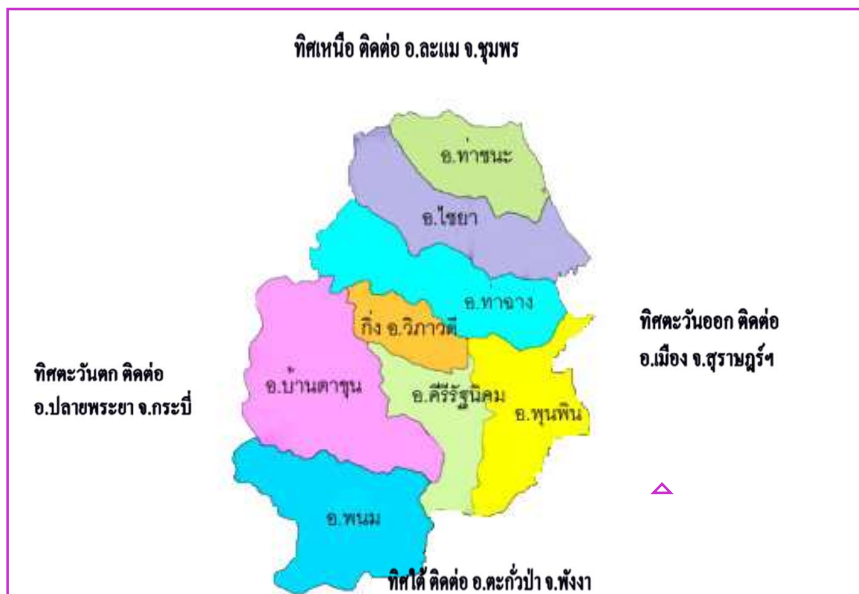 ทิศเหนือ ติดต่อ อ.ละแม จ.ชุมพร
อ.ท่าชนะ
อ.ไชยา
อ.ท่าฉาง
กิ่ง อ.วิภาวดี
ทิศตะวันออก ติดต่อ
อ.เมือง จ.สุราษฎร์ฯ
ทิศตะวันตก ติดต่อ
อ.ปลายพระยา จ.กระบี่
อ.บ้านตาขุน
อ.คีรีรัฐนิคม
อ.พุนพิน
อ.พนม
ทิศใต้ ติดต่อ อ.ตะกั่วป่า จ.พังงา